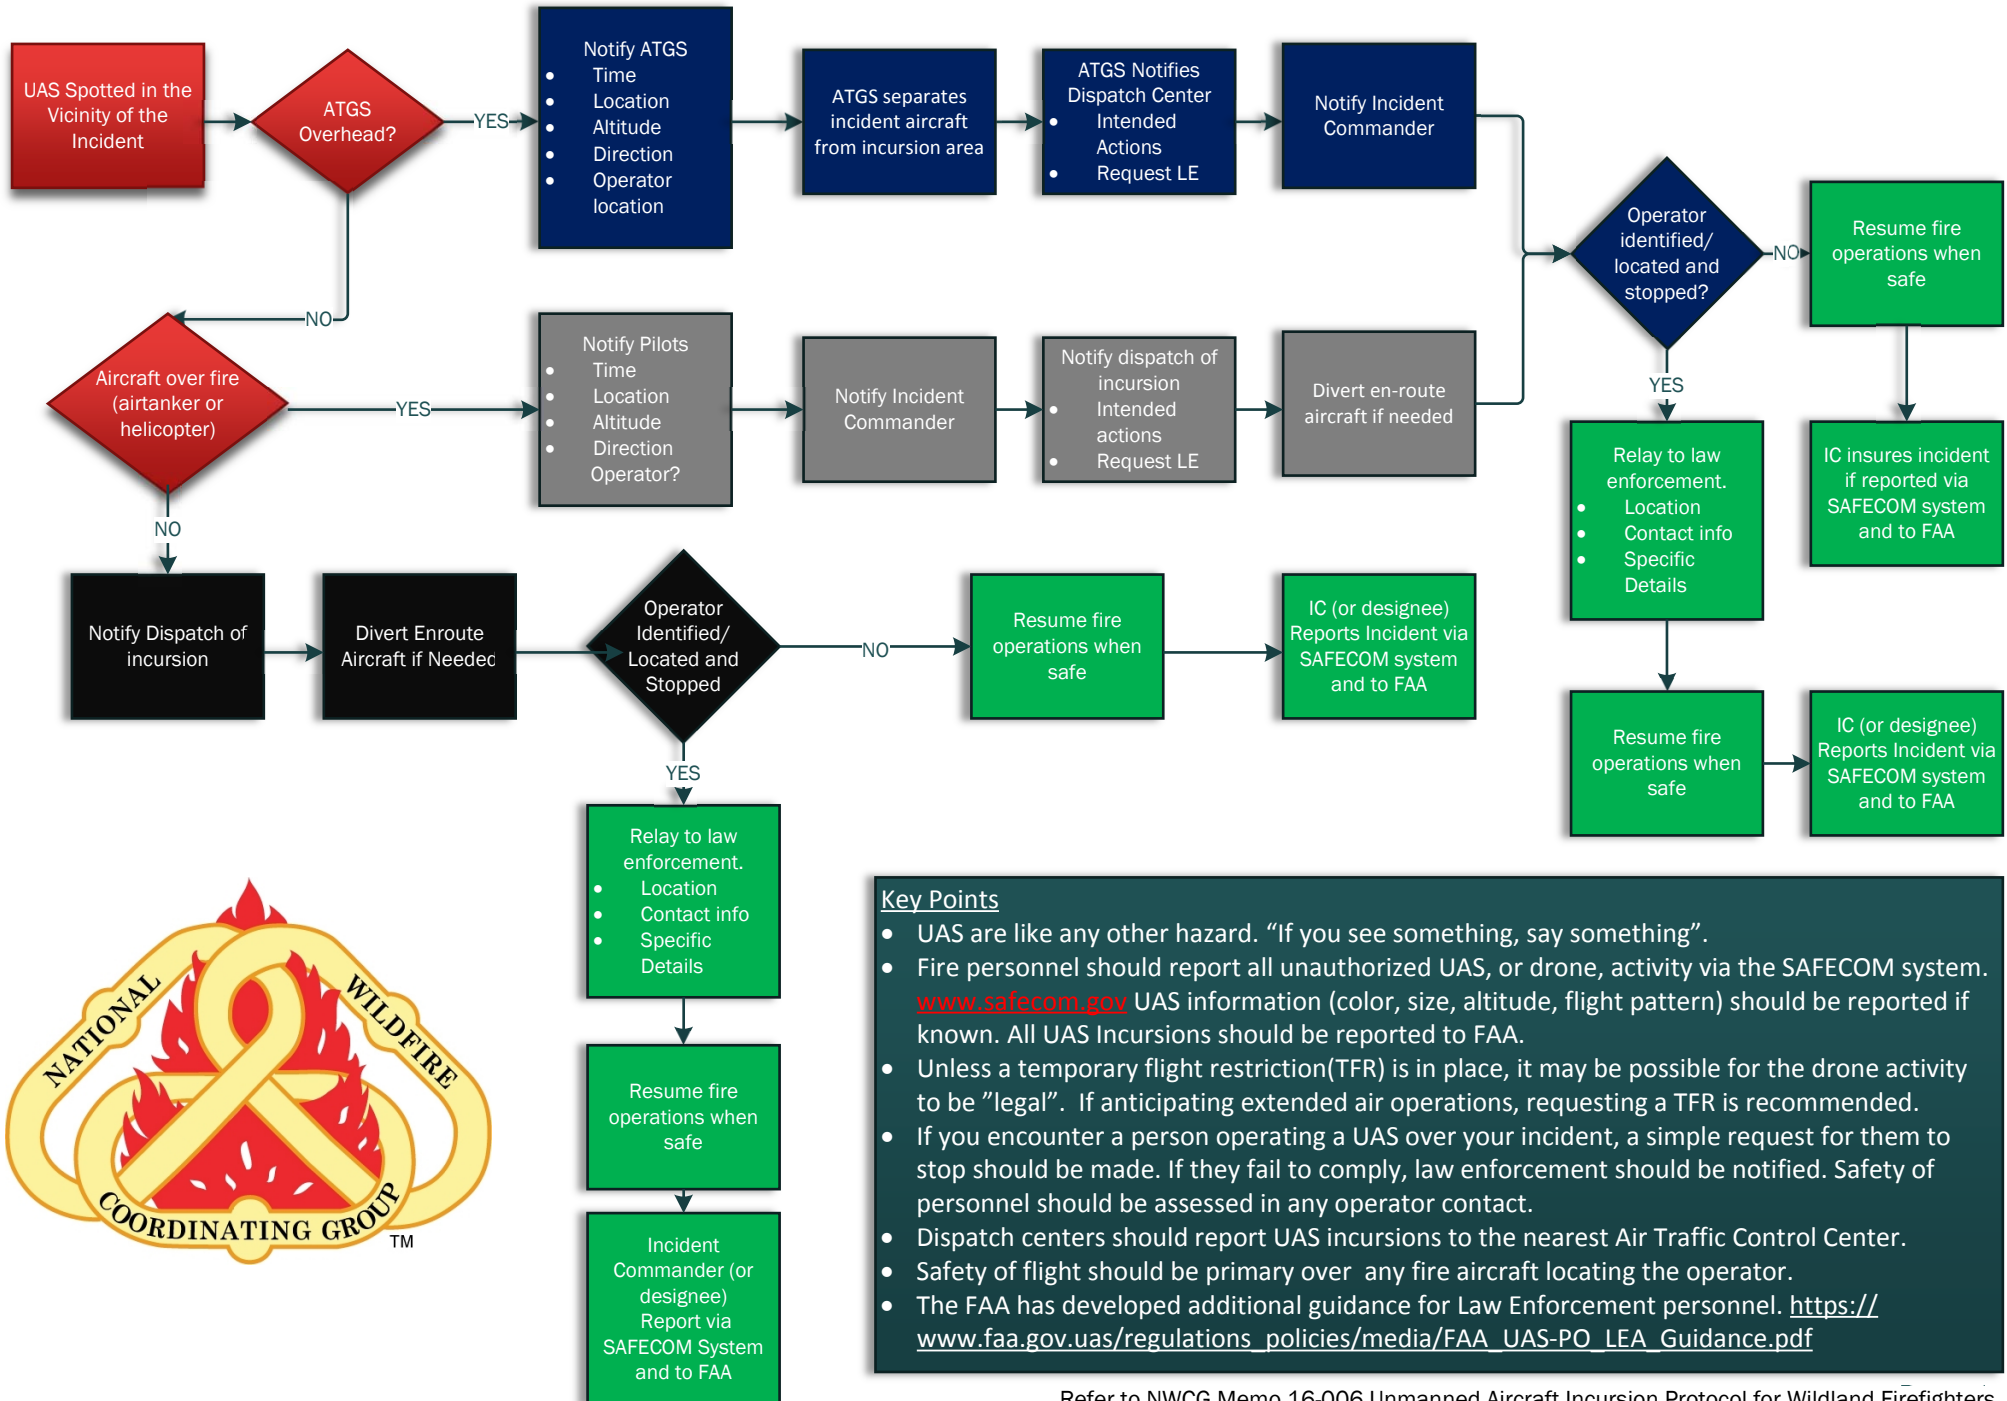 UAS Spotted in the
Vicinity of the
Incident
ATGS
Overhead?
YES
Notify ATGS
• Time
• Location
• Altitude
• Direction
• Operator
location
ATGS separates
incident aircraft
from incursion area
ATGS Notifies
Dispatch Center
• Intended
Actions
• Request LE
Notify Incident
Commander
Operator
identified/
located and
stopped?
NO
Resume fire
operations when
safe
NO
Aircraft over fire
(airtanker or
helicopter)
YES
Notify Pilots
• Time
• Location
• Altitude
• Direction
Operator?
Notify Incident
Commander
Notify dispatch of
incursion
• Intended
actions
• Request LE
Divert en-route
aircraft if needed
YES
Relay to law
enforcement.
• Location
• Contact info
• Specific
Details
IC insures incident
if reported via
SAFECOM system
and to FAA
NO
Notify Dispatch of
incursion
Divert Enroute
Aircraft if Needed
Operator
Identified/
Located and
Stopped
NO
Resume fire
operations when
safe
IC (or designee)
Reports Incident via
SAFECOM system
and to FAA
Resume fire
operations when
safe
IC (or designee)
Reports Incident via
SAFECOM system
and to FAA
YES
Relay to law
enforcement.
• Location
• Contact info
• Specific
Details
Resume fire
operations when
safe
Incident
Commander (or
designee)
Report via
SAFECOM System
and to FAA
NATIONAL
WILDFIRE
COORDINATING GROUP
TM
Key Points
• UAS are like any other hazard. “If you see something, say something”.
• Fire personnel should report all unauthorized UAS, or drone, activity via the SAFECOM system.
www.safecom.gov UAS information (color, size, altitude, flight pattern) should be reported if
known. All UAS Incursions should be reported to FAA.
• Unless a temporary flight restriction(TFR) is in place, it may be possible for the drone activity
to be ”legal”.  If anticipating extended air operations, requesting a TFR is recommended.
• If you encounter a person operating a UAS over your incident, a simple request for them to
stop should be made. If they fail to comply, law enforcement should be notified. Safety of
personnel should be assessed in any operator contact.
• Dispatch centers should report UAS incursions to the nearest Air Traffic Control Center.
• Safety of flight should be primary over  any fire aircraft locating the operator.
• The FAA has developed additional guidance for Law Enforcement personnel. https://
www.faa.gov.uas/regulations_policies/media/FAA_UAS-PO_LEA_Guidance.pdf
Refer to NWCG Memo 16-006 Unmanned Aircraft Incursion Protocol for Wildland Firefighters